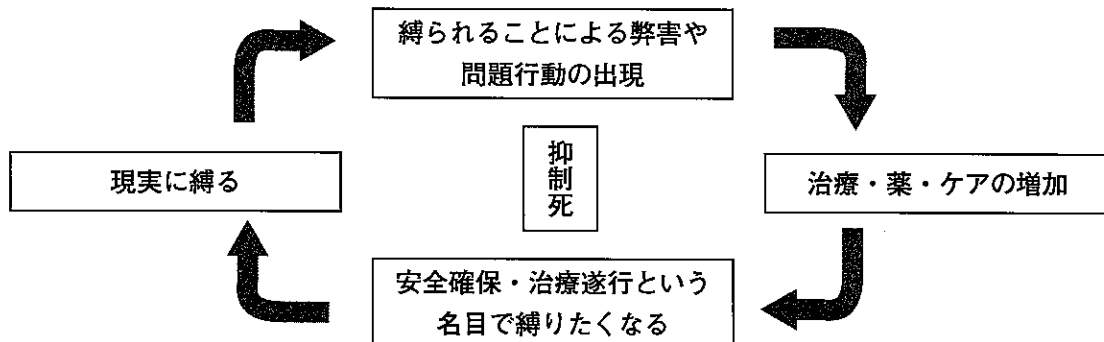 縛られることによる弊害や
問題行動の出現
現実に縛る
抑制死
治療・薬・ケアの増加
安全確保・治療遂行という
名目で縛りたくなる